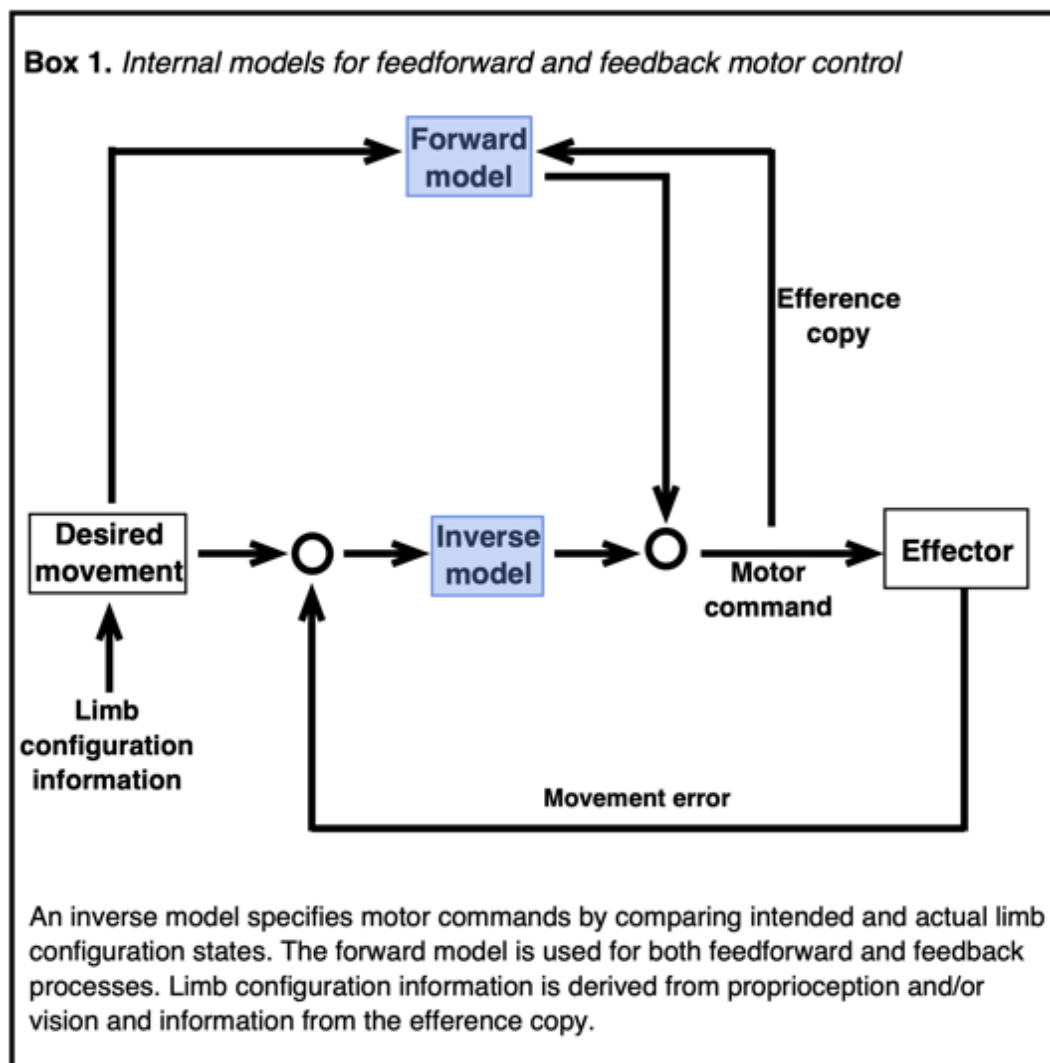 Box 1. Internal models for feedforward and feedback motor control
Forward
model
Efference
copy
Desired
movement
Inverse
model
Motor
command
Effector
Limb
configuration
information
Movement error
An inverse model specifies motor commands by comparing intended and actual limb
configuration states. The forward model is used for both feedforward and feedback
processes. Limb configuration information is derived from proprioception and/or
vision and information from the efference copy.